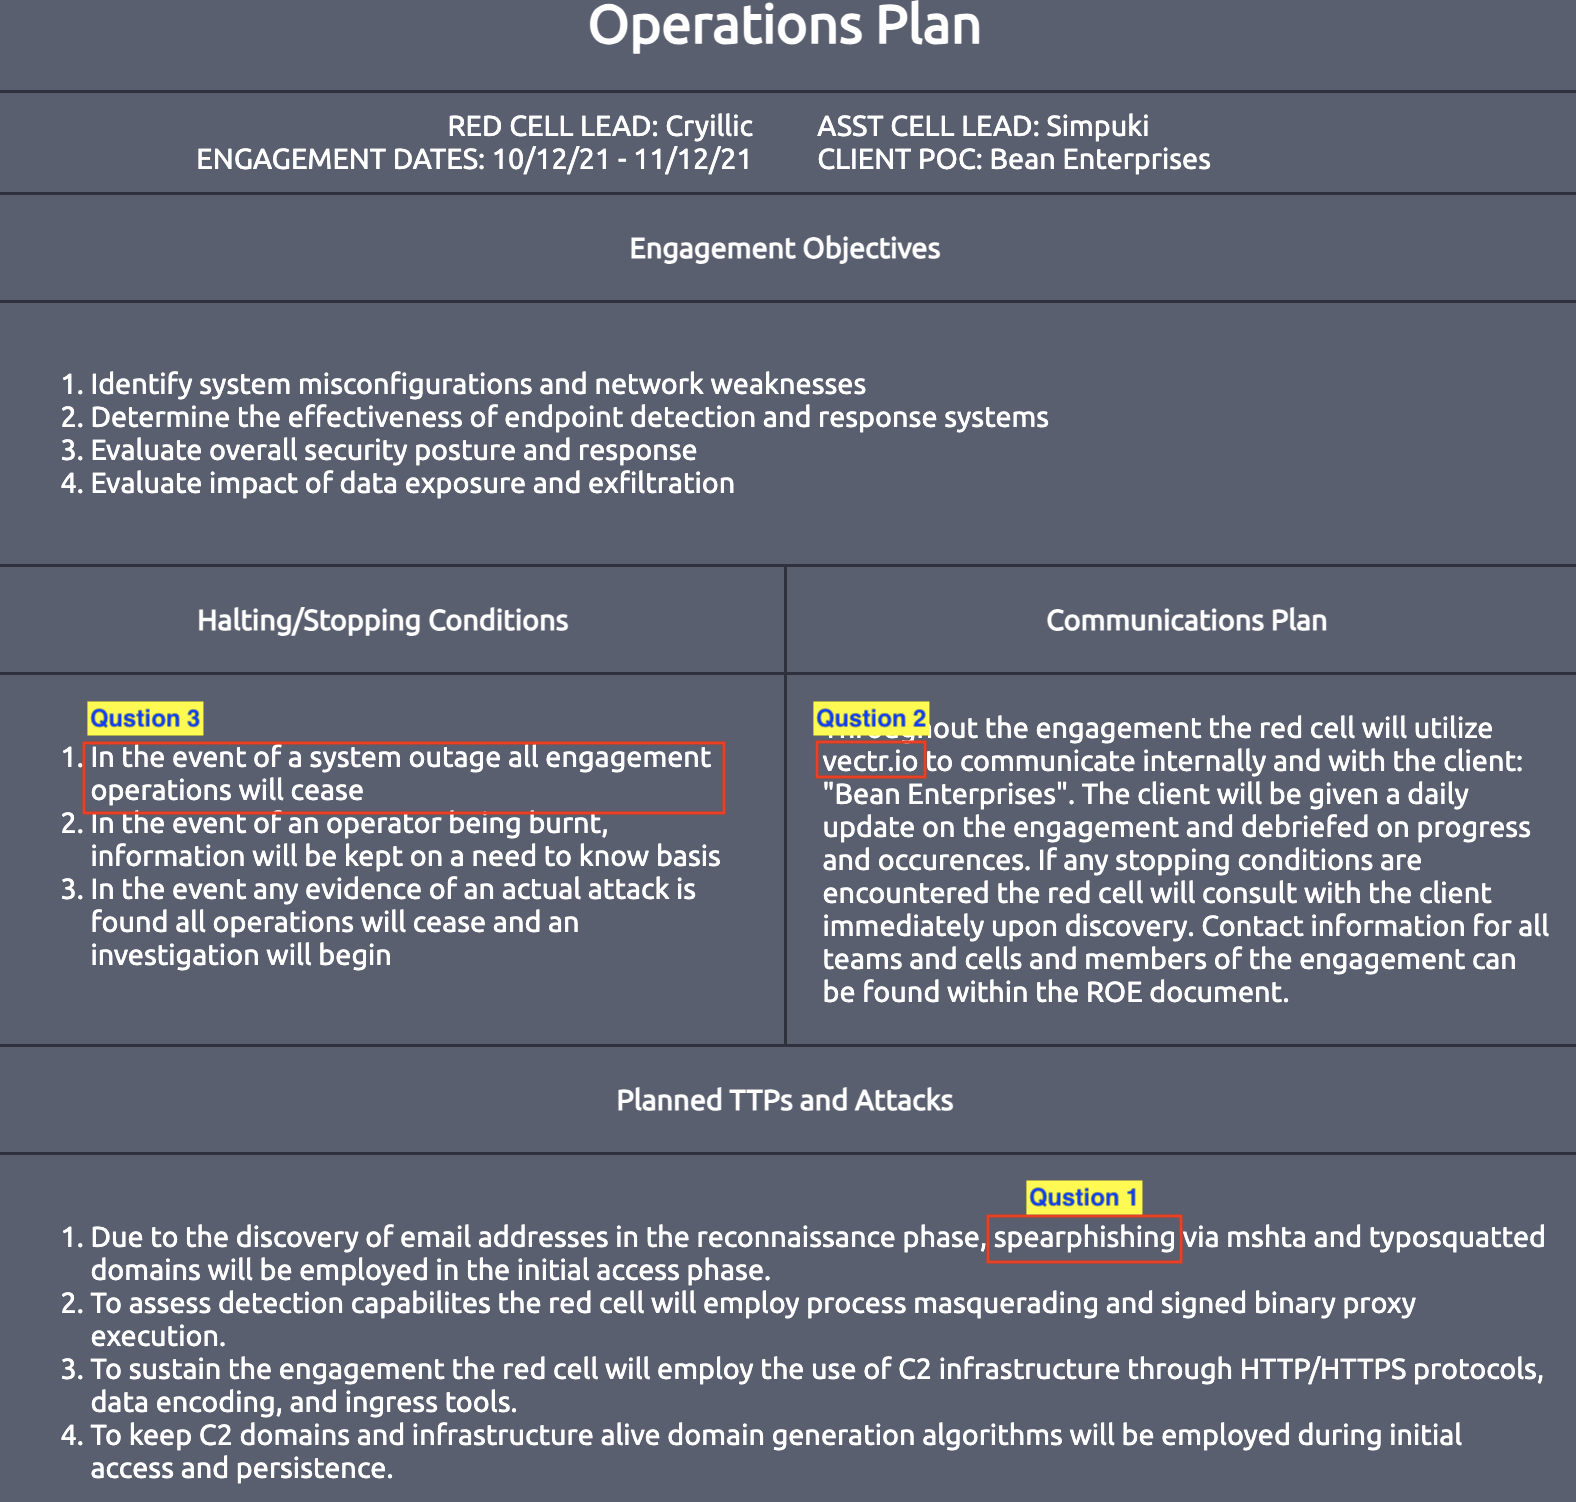 Operations Plan
RED CELL LEAD: Cryillic
ENGAGEMENT DATES: 10/12/21 - 11/12/21
ASST CELL LEAD: Simpuki
CLIENT POC: Bean Enterprises
Engagement Objectives
1. Identify system misconfigurations and network weaknesses
2. Determine the effectiveness of endpoint detection and response systems
3. Evaluate overall security posture and response
4. Evaluate impact of data exposure and exfiltration
Halting/Stopping Conditions
Qustion 3
1. In the event of a system outage all engagement
operations will cease
2. In the event of an operator being burnt,
information will be kept on a need to know basis
3. In the event any evidence of an actual attack is
found all operations will cease and an
investigation will begin
Communications Plan
Qustion 2
Throughout the engagement the red cell will utilize
vectr.io to communicate internally and with the client:
"Bean Enterprises". The client will be given a daily
update on the engagement and debriefed on progress
and occurences. If any stopping conditions are
encountered the red cell will consult with the client
immediately upon discovery. Contact information for all
teams and cells and members of the engagement can
be found within the ROE document.
Planned TTPs and Attacks
Qustion 1
1. Due to the discovery of email addresses in the reconnaissance phase, spearphishing via mshta and typosquatted
domains will be employed in the initial access phase.
2. To assess detection capabilites the red cell will employ process masquerading and signed binary proxy
execution.
3. To sustain the engagement the red cell will employ the use of C2 infrastructure through HTTP/HTTPS protocols,
data encoding, and ingress tools.
4. To keep C2 domains and infrastructure alive domain generation algorithms will be employed during initial
access and persistence.